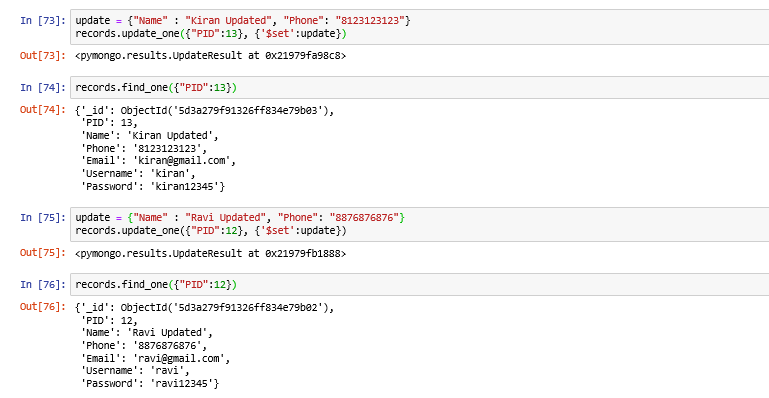 In [73]: update = {"Name" : "Kiran Updated", "Phone": "8123123123"}
records.update_one({"PID":13}, {'$set':update})
Out[73]: <pymongo.results.UpdateResult at 0x21979fa98c8>
In [74]: records.find_one({"PID":13})
Out[74]: {'_id': ObjectId('5d3a279f91326ff834e79b03'),
'PID': 13,
'Name': 'Kiran Updated',
'Phone': '8123123123',
'Email': 'kiran@gmail.com',
'Username': 'kiran',
'Password': 'kiran12345'}
In [75]: update = {"Name" : "Ravi Updated", "Phone": "8876876876"}
records.update_one({"PID":12}, {'$set':update})
Out[75]: <pymongo.results.UpdateResult at 0x21979fb1888>
In [76]: records.find_one({"PID":12})
Out[76]: {'_id': ObjectId('5d3a279f91326ff834e79b02'),
'PID': 12,
'Name': 'Ravi Updated',
'Phone': '8876876876',
'Email': 'ravi@gmail.com',
'Username': 'ravi',
'Password': 'ravi12345'}